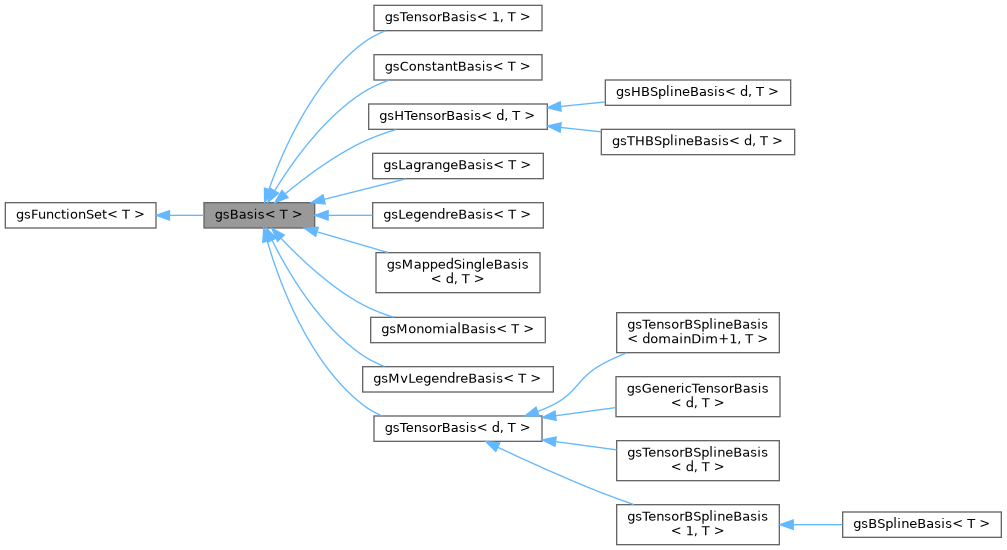 gsTensorBasis< 1, T >
gsConstantBasis< T >
gsHBSplineBasis< d, T >
gsHTensorBasis< d, T >
gsTHBSplineBasis< d, T >
gsLagrangeBasis< T >
gsFunctionSet< T >
gsBasis< T >
gsLegendreBasis< T >
gsMappedSingleBasis
< d, T >
gsMonomialBasis< T >
gsTensorBSplineBasis
< domainDim+1, T >
gsMvLegendreBasis< T >
gsGenericTensorBasis
< d, T >
gsTensorBasis< d, T >
gsTensorBSplineBasis
< d, T >
gsTensorBSplineBasis
< 1, T >
gsBSplineBasis< T >